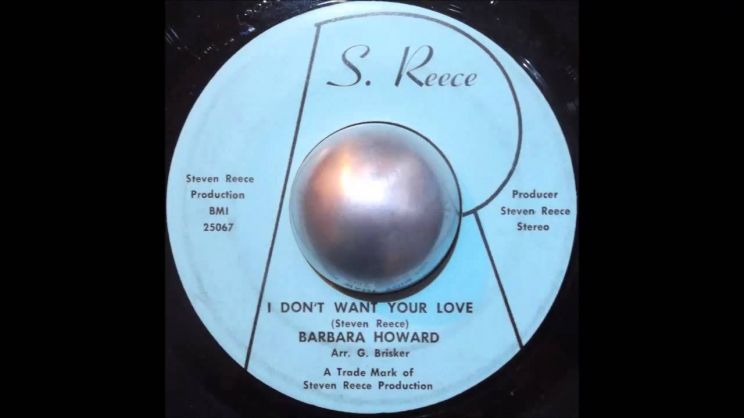 S. Reece
Steven Reece
Production
BMI
25067
Producer
Steven Reece
Stereo
I DON'T WANT YOUR LOVE
(Steven Reece)
BARBARA HOWARD
Arr. G. Brisker
A Trade Mark of
Steven Reece Production